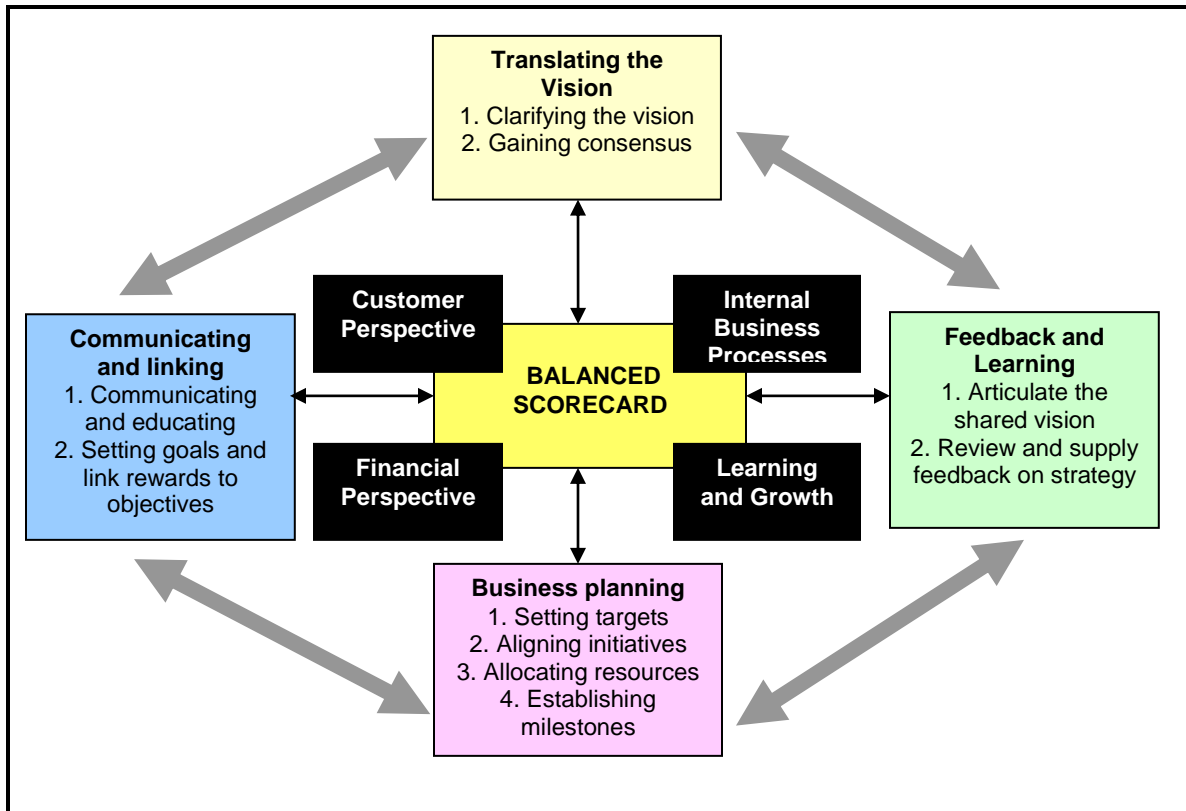 Translating the
Vision
1. Clarifying the vision
2. Gaining consensus
Customer
Perspective
Internal
Business
Processes
Communicating
and linking
1. Communicating
and educating
2. Setting goals and
link rewards to
objectives
BALANCED
SCORECARD
Feedback and
Learning
1. Articulate the
shared vision
2. Review and supply
feedback on strategy
Financial
Perspective
Learning
and Growth
Business planning
1. Setting targets
2. Aligning initiatives
3. Allocating resources
4. Establishing
milestones